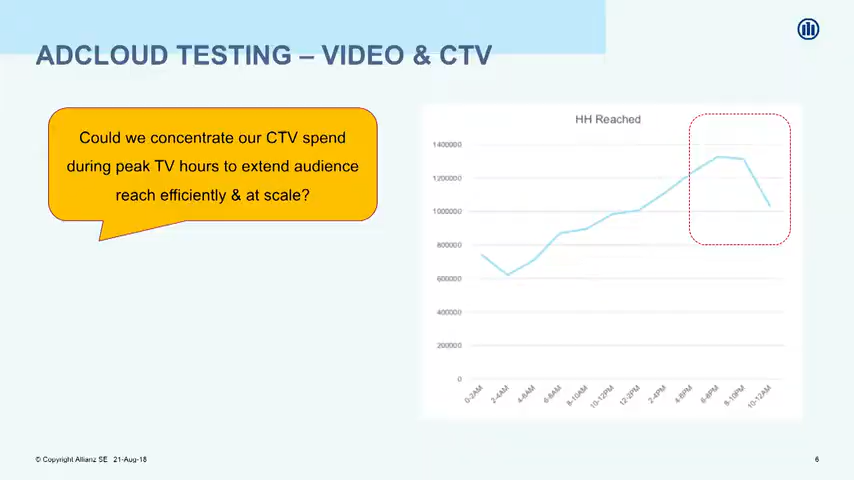 ADCLOUD TESTING – VIDEO & CTV
Could we concentrate our CTV spend
during peak TV hours to extend audience
reach efficiently & at scale?
HH Reached
1400000
1200000
1000000
800000
600000
400000
200000
0
0-2AM
2-4AM
4-6AM
6-8AM
8-10AM
10-12PM
12-2PM
2-4PM
4-6PM
6-8PM
8-10PM
10-12AM
© Copyright Allianz SE 21-Aug-18
6